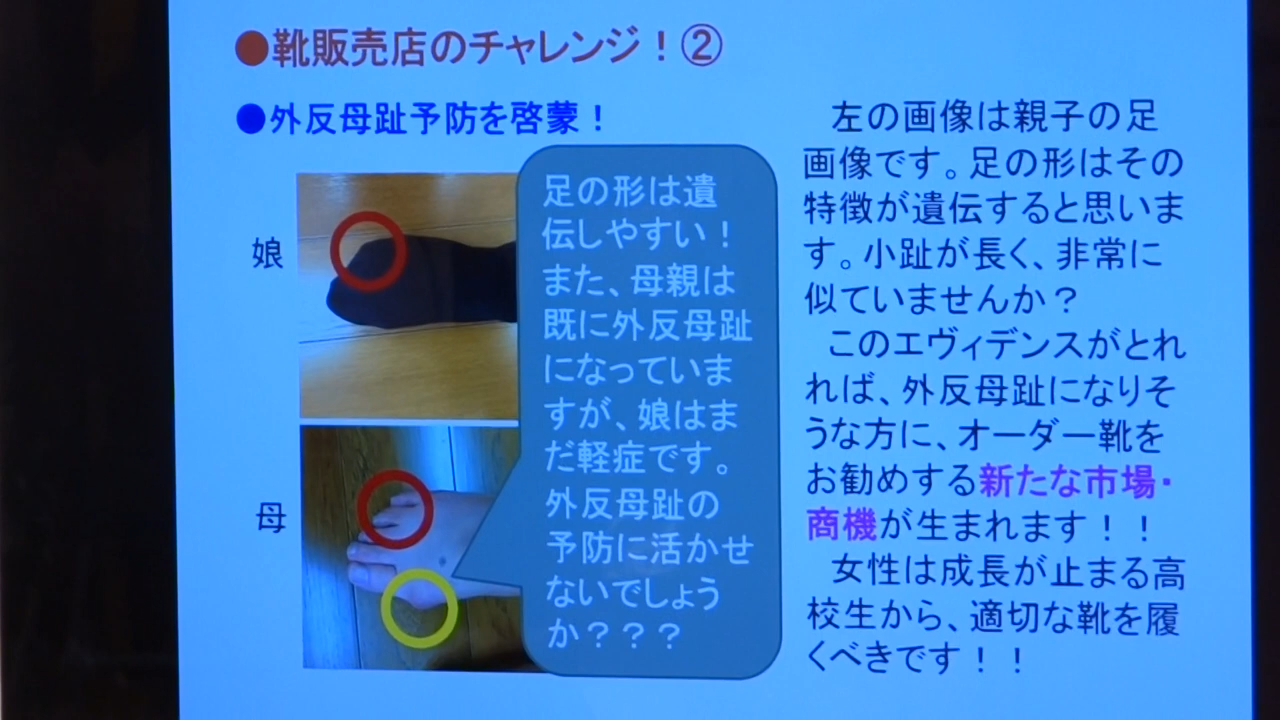 ●靴販売店のチャレンジ！②
●外反母趾予防を啓蒙！
娘
母
足の形は遺
伝しやすい！
また、母親は
既に外反母趾
になっていま
すが、娘はま
だ軽症です。
外反母趾の
予防に活かせ
ないでしょう
か？？？
左の画像は親子の足
画像です。足の形はその
特徴が遺伝すると思いま
す。小趾が長く、非常に
似ていませんか？
このエヴィデンスがとれ
れば、外反母趾になりそ
うな方に、オーダー靴を
お勧めする新たな市場・
商機が生まれます！！
女性は成長が止まる高
校生から、適切な靴を履
くべきです！！